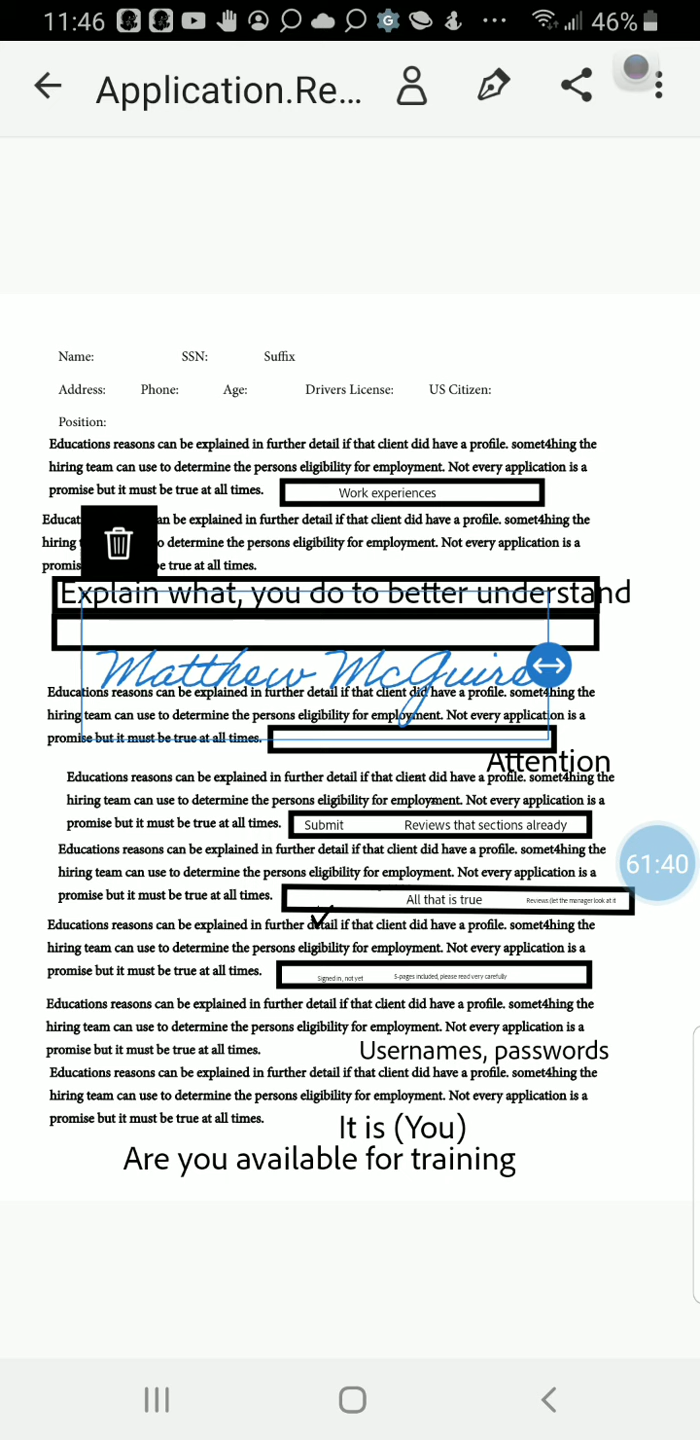 11:46
46%
Application.Re...
Name: SSN: Suffix
Address: Phone: Age: Drivers License: US Citizen:
Position:
Educations reasons can be explained in further detail if that client did have a profile. somet4hing the
hiring team can use to determine the persons eligibility for employment. Not every application is a
promise but it must be true at all times.
Work experiences
Educat an be explained in further detail if that client did have a profile. somet4hing the
hiring o determine the persons eligibility for employment. Not every application is a
promis e true at all times.
Explain what, you do to better understand
Matthew McGuire
Educations reasons can be explained in further detail if that client did have a profile. somet4hing the
hiring team can use to determine the persons eligibility for employment. Not every application is a
promise but it must be true at all times.
Attention
Educations reasons can be explained in further detail if that client did have a profile. somet4hing the
hiring team can use to determine the persons eligibility for employment. Not every application is a
promise but it must be true at all times.
Submit Reviews that sections already
61:40
Educations reasons can be explained in further detail if that client did have a profile. somet4hing the
hiring team can use to determine the persons eligibility for employment. Not every application is a
promise but it must be true at all times.
All that is true Reviews (let the manager look at it
Educations reasons can be explained in further detail if that client did have a profile. somet4hing the
hiring team can use to determine the persons eligibility for employment. Not every application is a
promise but it must be true at all times.
Signed in, not yet 5-pages included, please read very carefully
Educations reasons can be explained in further detail if that client did have a profile. somet4hing the
hiring team can use to determine the persons eligibility for employment. Not every application is a
promise but it must be true at all times.
Usernames, passwords
Educations reasons can be explained in further detail if that client did have a profile. somet4hing the
hiring team can use to determine the persons eligibility for employment. Not every application is a
promise but it must be true at all times.
It is (You)
Are you available for training